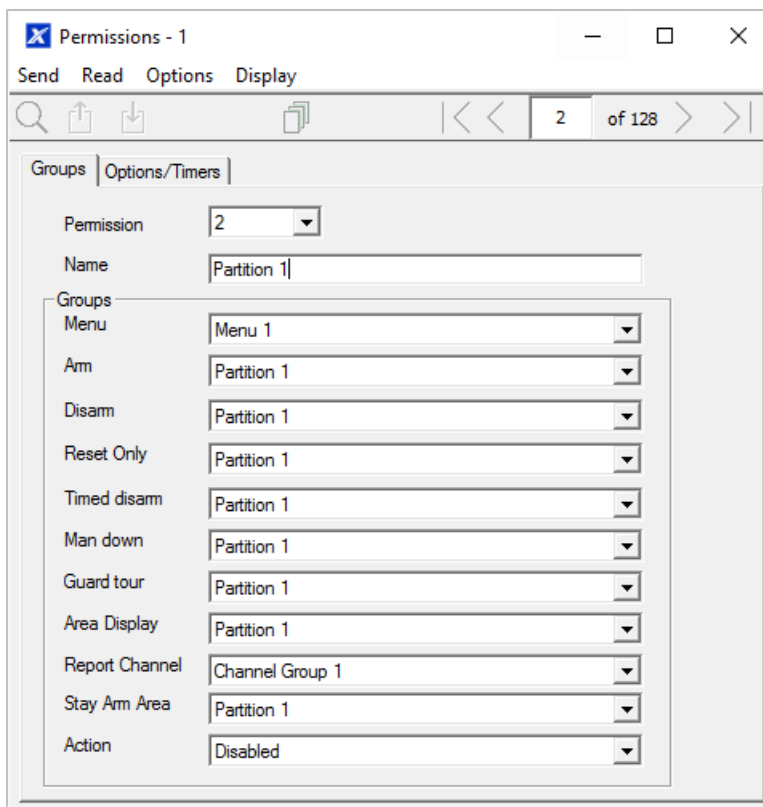 Permissions - 1
Send Read Options Display
2 of 128
Groups Options/Timers
Permission 2
Name Partition 1
Groups
Menu Menu 1
Arm Partition 1
Disarm Partition 1
Reset Only Partition 1
Timed disarm Partition 1
Man down Partition 1
Guard tour Partition 1
Area Display Partition 1
Report Channel Channel Group 1
Stay Arm Area Partition 1
Action Disabled